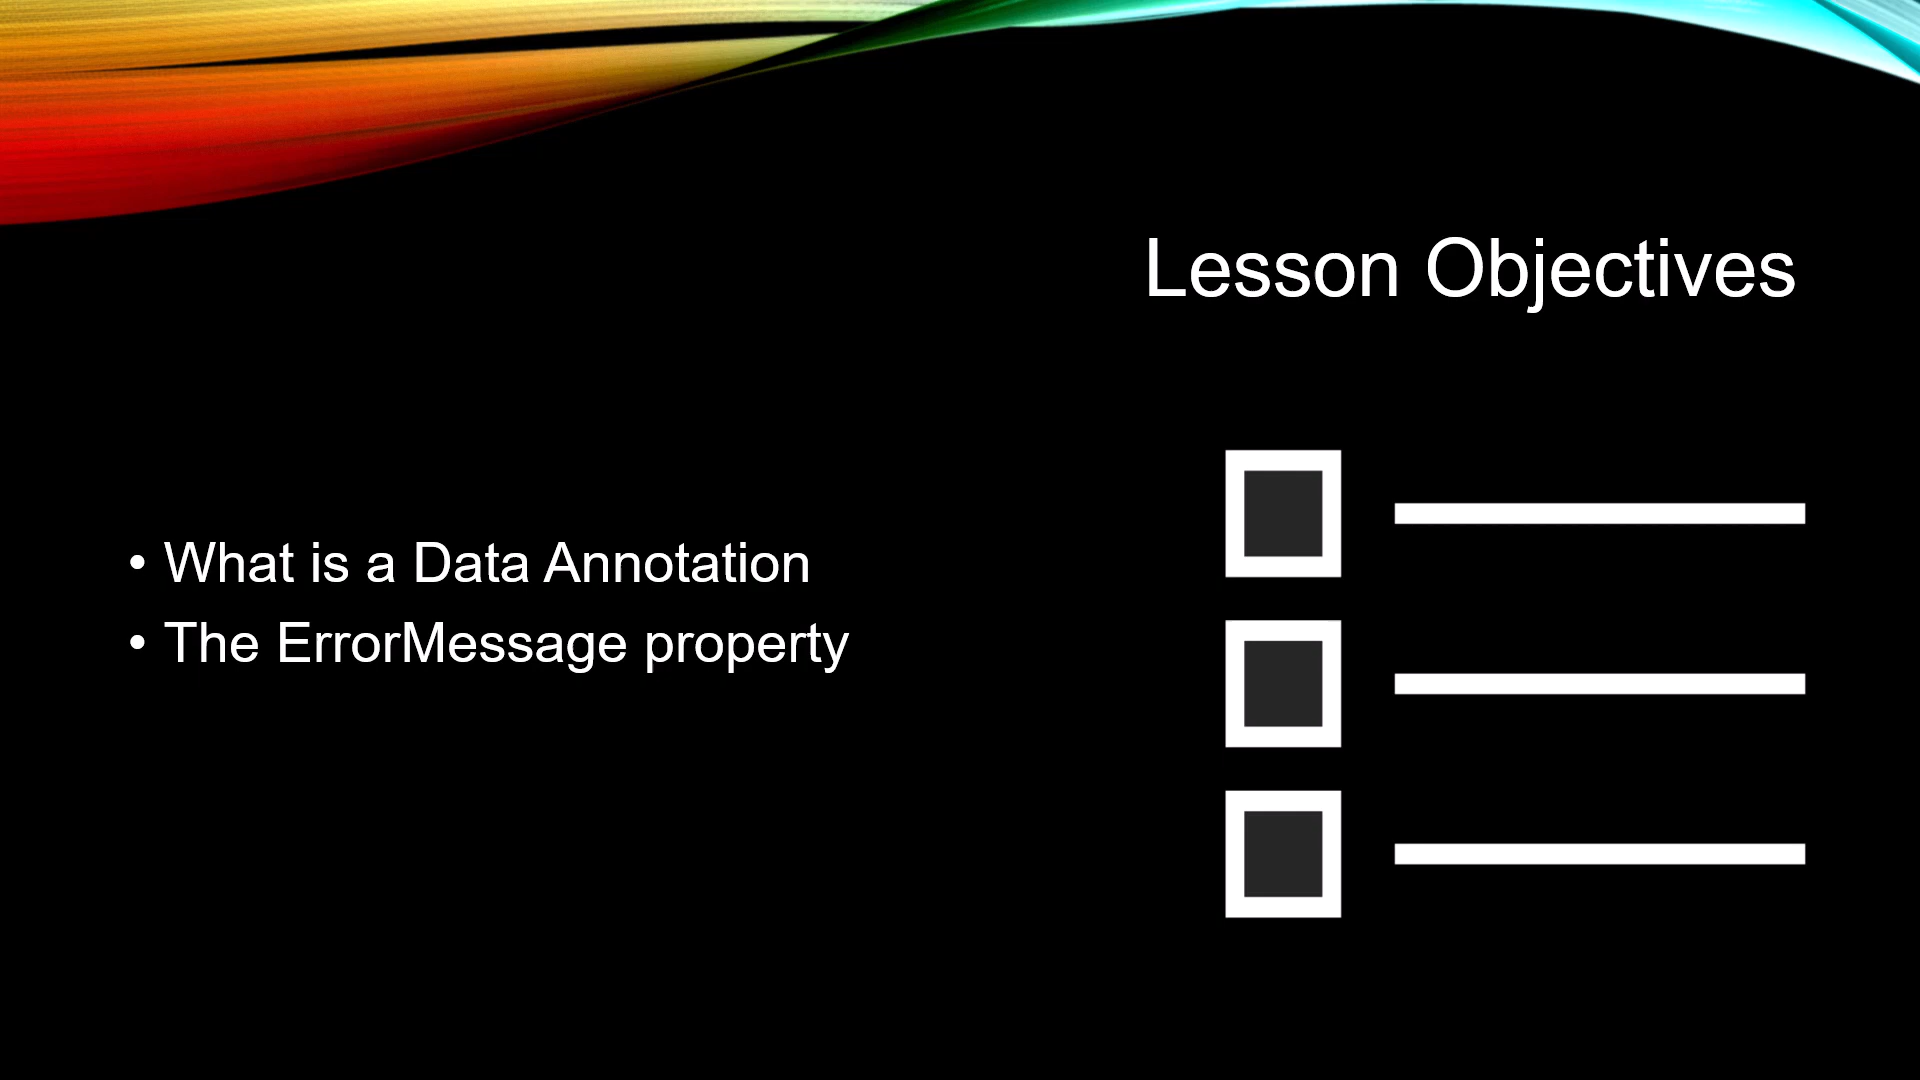 Lesson Objectives
• What is a Data Annotation
• The ErrorMessage property